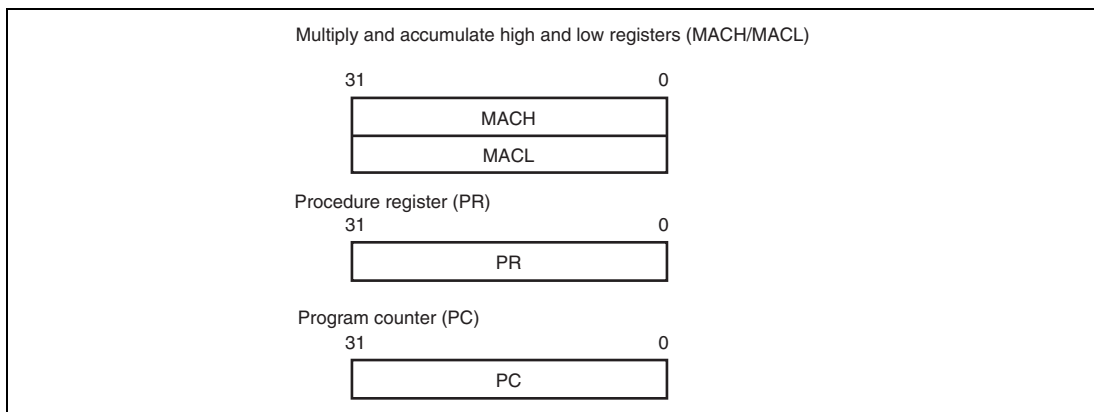 Multiply and accumulate high and low registers (MACH/MACL)
31 0
MACH
MACL
Procedure register (PR)
31 0
PR
Program counter (PC)
31 0
PC